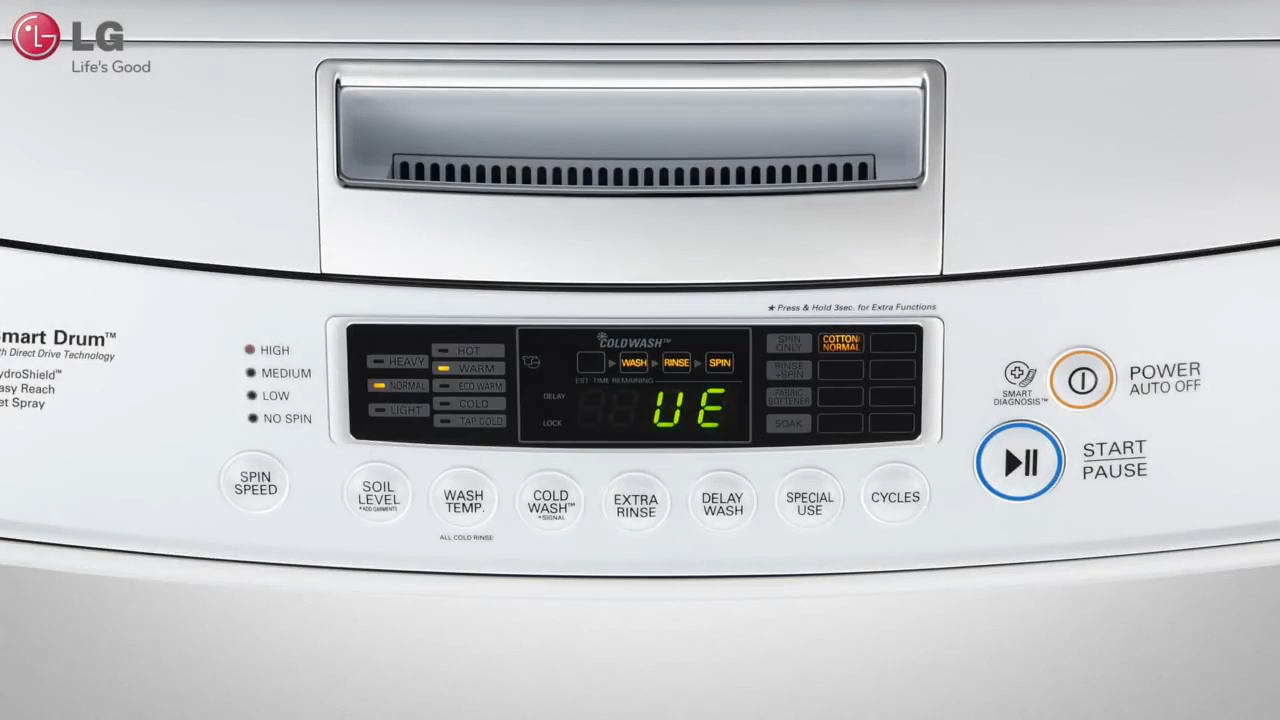 LG
Life's Good
* Press & Hold 3sec. for Extra Functions
mart Drum™
th Direct Drive Technology
ydroShield™
asy Reach
et Spray
HIGH
MEDIUM
LOW
NO SPIN
HEAVY
NORMAL
LIGHT
HOT
WARM
ECO WARM
COLD
TAP COLD
COLDWASH™
WASH
RINSE
SPIN
EST. TIME REMAINING
DELAY
LOCK
UE
SPIN ONLY
RINSE +SPIN
FABRIC SOFTENER
SOAK
COTTON/
NORMAL
SMART
DIAGNOSIS™
POWER
AUTO OFF
START
PAUSE
SPIN
SPEED
SOIL
LEVEL
*ADD GARMENTS
WASH
TEMP.
ALL COLD RINSE
COLD
WASH™
*SIGNAL
EXTRA
RINSE
DELAY
WASH
SPECIAL
USE
CYCLES